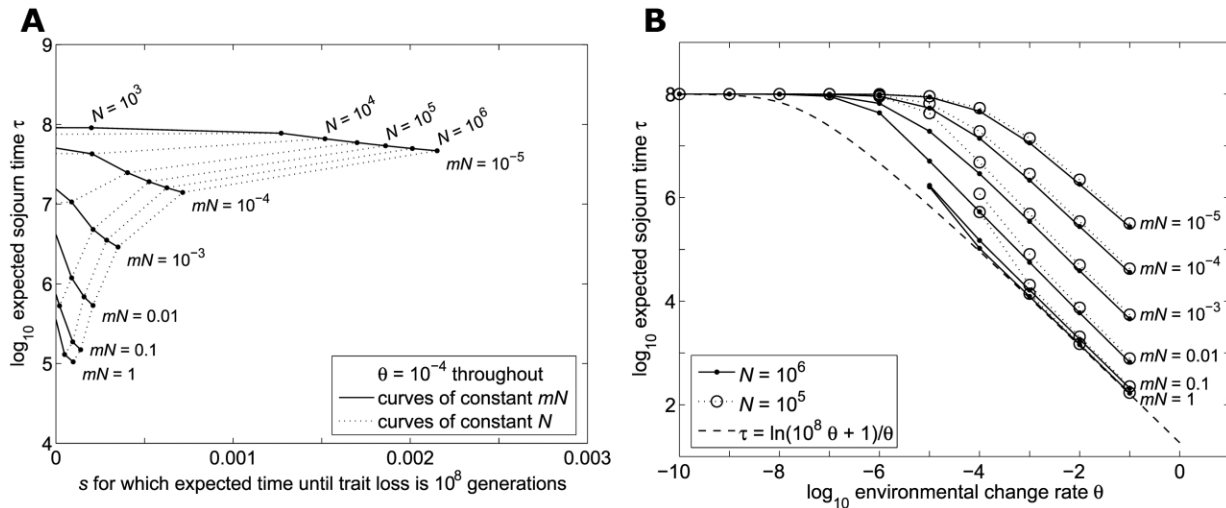 A
log₁₀ expected sojourn time τ
9
8
7
6
5
4
N = 10³
N = 10⁴
N = 10⁵
N = 10⁶
mN = 10⁻⁵
mN = 10⁻⁴
mN = 10⁻³
mN = 0.01
mN = 0.1
mN = 1
θ = 10⁻⁴ throughout
curves of constant mN
curves of constant N
0
0.001
0.002
0.003
s for which expected time until trait loss is 10⁸ generations
B
log₁₀ expected sojourn time τ
8
6
4
2
mN = 10⁻⁵
mN = 10⁻⁴
mN = 10⁻³
mN = 0.01
mN = 0.1
mN = 1
N = 10⁶
N = 10⁵
τ = ln(10⁸ θ + 1)/θ
−10
−8
−6
−4
−2
0
log₁₀ environmental change rate θ